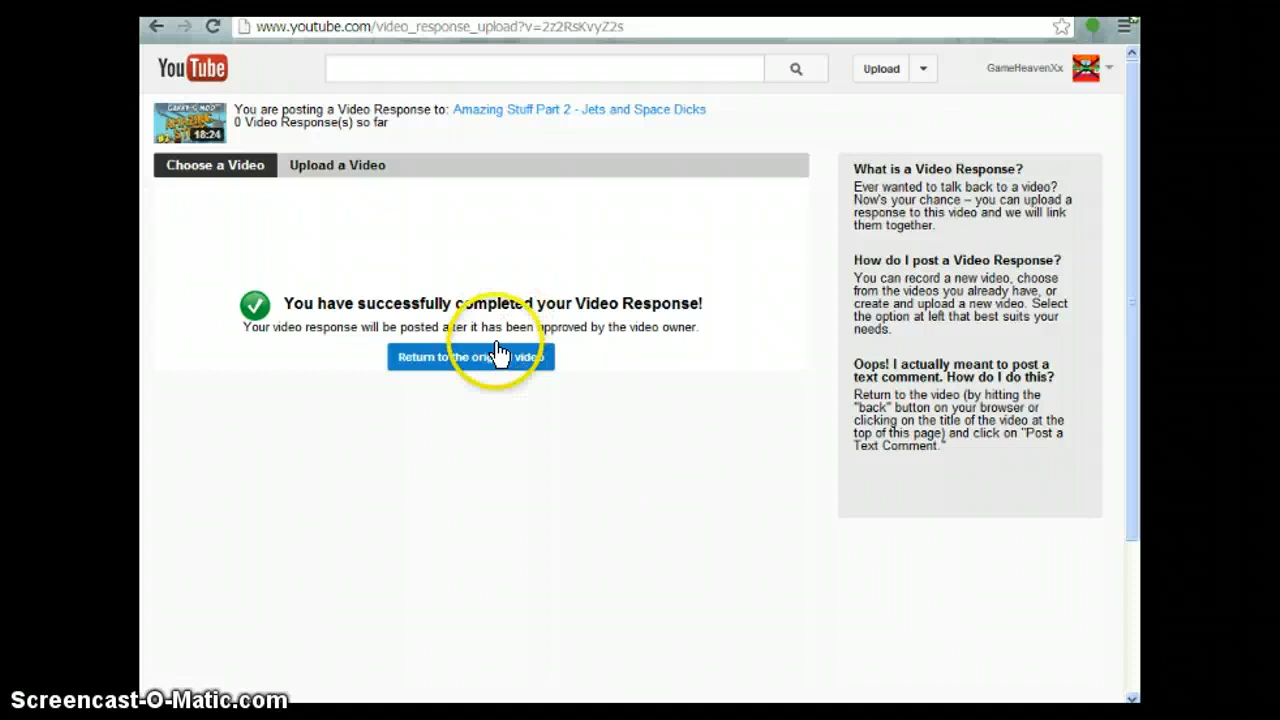 www.youtube.com/video_response_upload?v=2z2RsKvyZ2s
YouTube
Upload
GameHeavenXx
18:24
You are posting a Video Response to: Amazing Stuff Part 2 - Jets and Space Dicks
0 Video Response(s) so far
Choose a Video
Upload a Video
You have successfully completed your Video Response!
Your video response will be posted after it has been approved by the video owner.
Return to the original video
What is a Video Response?
Ever wanted to talk back to a video?
Now's your chance – you can upload a
response to this video and we will link
them together.
How do I post a Video Response?
You can record a new video, choose
from the videos you already have, or
create and upload a new video. Select
the option at left that best suits your
needs.
Oops! I actually meant to post a
text comment. How do I do this?
Return to the video (by hitting the
"back" button on your browser or
clicking on the title of the video at the
top of this page) and click on "Post a
Text Comment."
Screencast-O-Matic.com